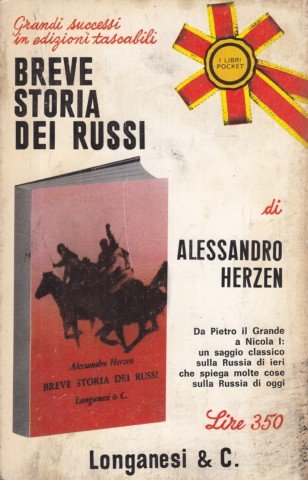 Grandi successi
in edizioni tascabili
BREVE
STORIA
DEI RUSSI
I LIBRI
POCKET
di
ALESSANDRO
HERZEN
Da Pietro il Grande
a Nicola I:
un saggio classico
sulla Russia di ieri
che spiega molte cose
sulla Russia di oggi
Alessandro Herzen
BREVE STORIA DEI RUSSI
Longanesi & C.
Lire 350
Longanesi & C.